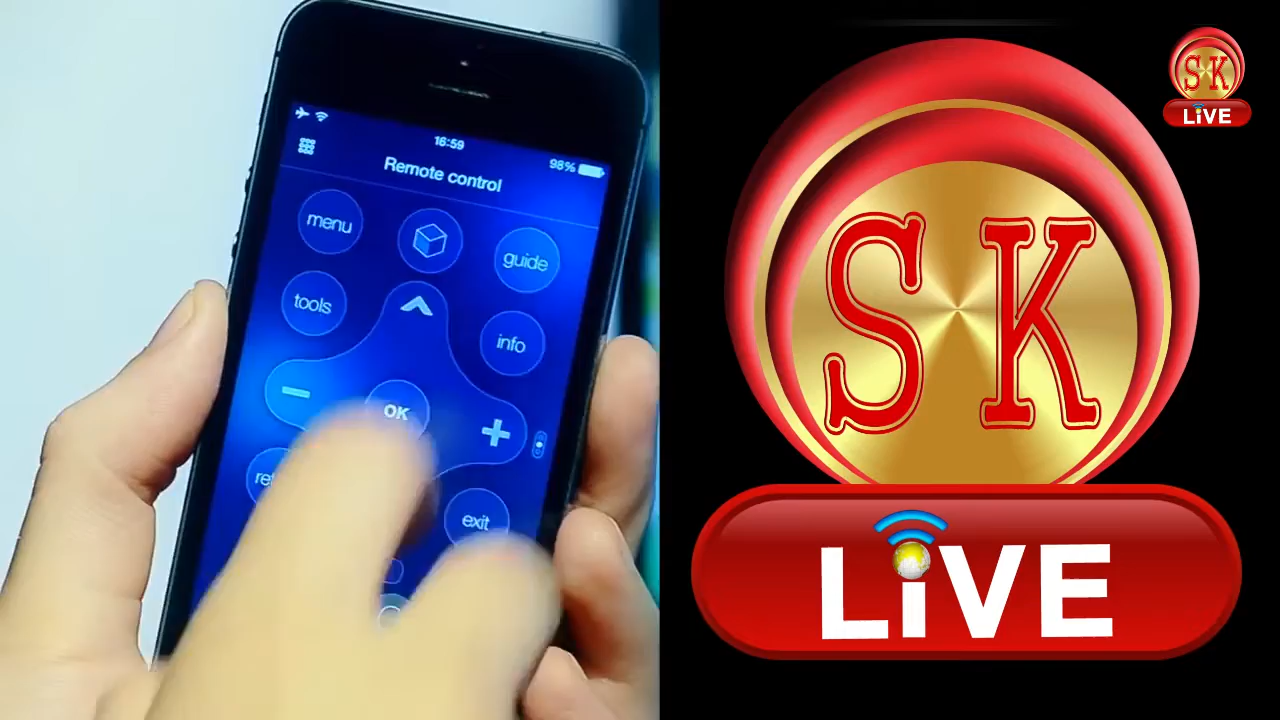 16:59
98%
Remote control
menu
guide
tools
info
OK
exit
S K
LiVE
SK
LiVE